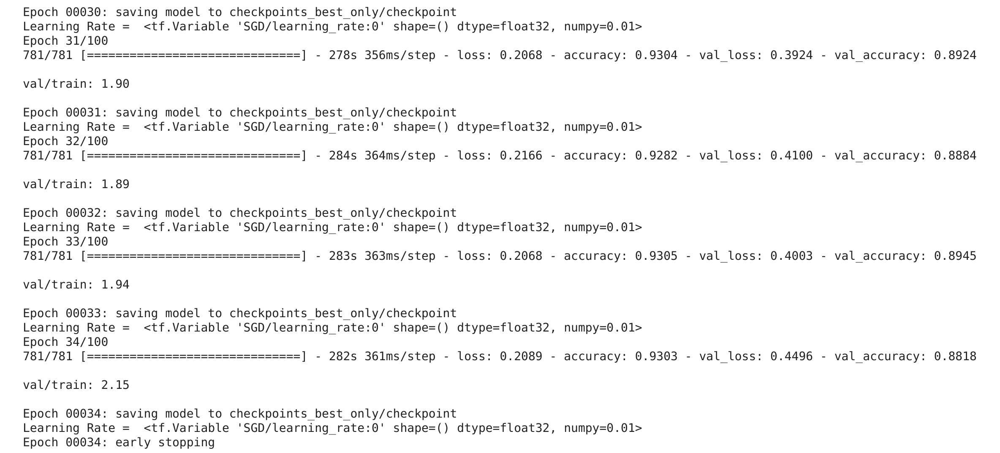 Epoch 00030: saving model to checkpoints_best_only/checkpoint
Learning Rate =  <tf.Variable 'SGD/learning_rate:0' shape=() dtype=float32, numpy=0.01>
Epoch 31/100
781/781 [==============================] - 278s 356ms/step - loss: 0.2068 - accuracy: 0.9304 - val_loss: 0.3924 - val_accuracy: 0.8924
val/train: 1.90
Epoch 00031: saving model to checkpoints_best_only/checkpoint
Learning Rate =  <tf.Variable 'SGD/learning_rate:0' shape=() dtype=float32, numpy=0.01>
Epoch 32/100
781/781 [==============================] - 284s 364ms/step - loss: 0.2166 - accuracy: 0.9282 - val_loss: 0.4100 - val_accuracy: 0.8884
val/train: 1.89
Epoch 00032: saving model to checkpoints_best_only/checkpoint
Learning Rate =  <tf.Variable 'SGD/learning_rate:0' shape=() dtype=float32, numpy=0.01>
Epoch 33/100
781/781 [==============================] - 283s 363ms/step - loss: 0.2068 - accuracy: 0.9305 - val_loss: 0.4003 - val_accuracy: 0.8945
val/train: 1.94
Epoch 00033: saving model to checkpoints_best_only/checkpoint
Learning Rate =  <tf.Variable 'SGD/learning_rate:0' shape=() dtype=float32, numpy=0.01>
Epoch 34/100
781/781 [==============================] - 282s 361ms/step - loss: 0.2089 - accuracy: 0.9303 - val_loss: 0.4496 - val_accuracy: 0.8818
val/train: 2.15
Epoch 00034: saving model to checkpoints_best_only/checkpoint
Learning Rate =  <tf.Variable 'SGD/learning_rate:0' shape=() dtype=float32, numpy=0.01>
Epoch 00034: early stopping